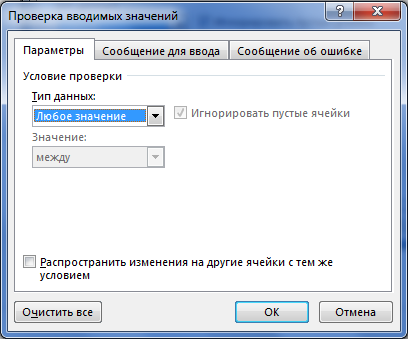 Проверка вводимых значений
Параметры Сообщение для ввода Сообщение об ошибке
Условие проверки
Тип данных:
Любое значение Игнорировать пустые ячейки
Значение:
между
Распространить изменения на другие ячейки с тем же
условием
Очистить все ОК Отмена